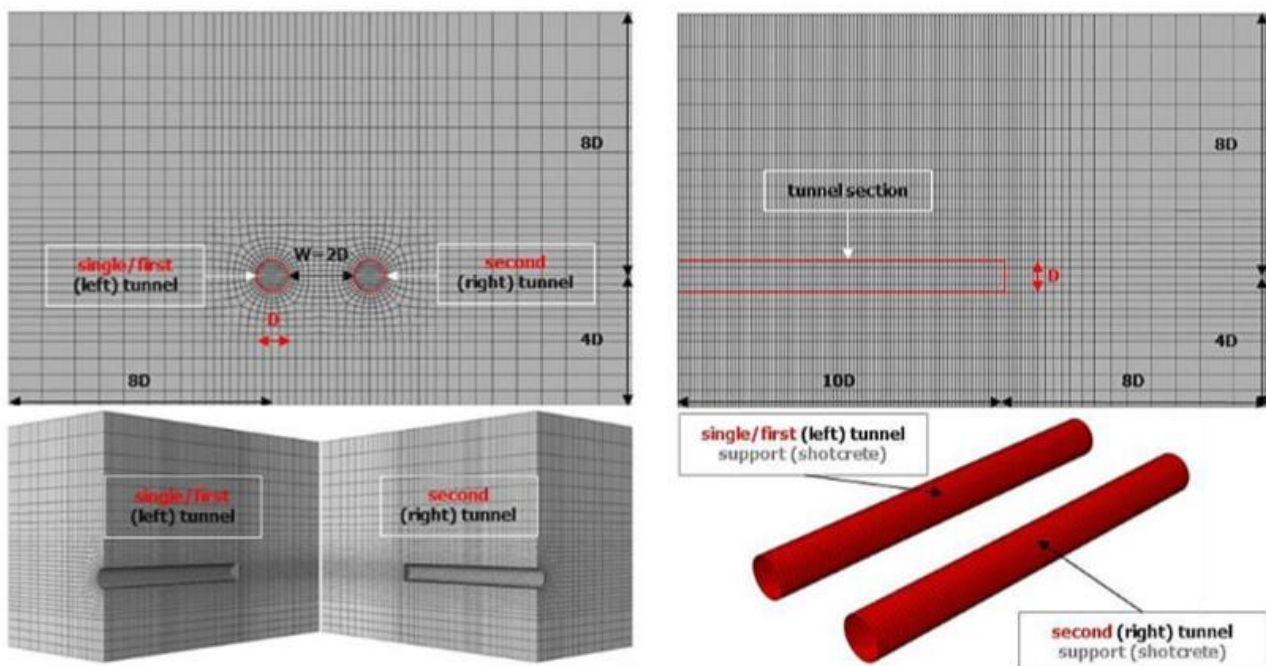 8D
single/first
(left) tunnel
W=2D
second
(right) tunnel
D
4D
8D
8D
tunnel section
D
4D
10D
8D
single/first
(left) tunnel
second
(right) tunnel
single/first (left) tunnel
support (shotcrete)
second (right) tunnel
support (shotcrete)